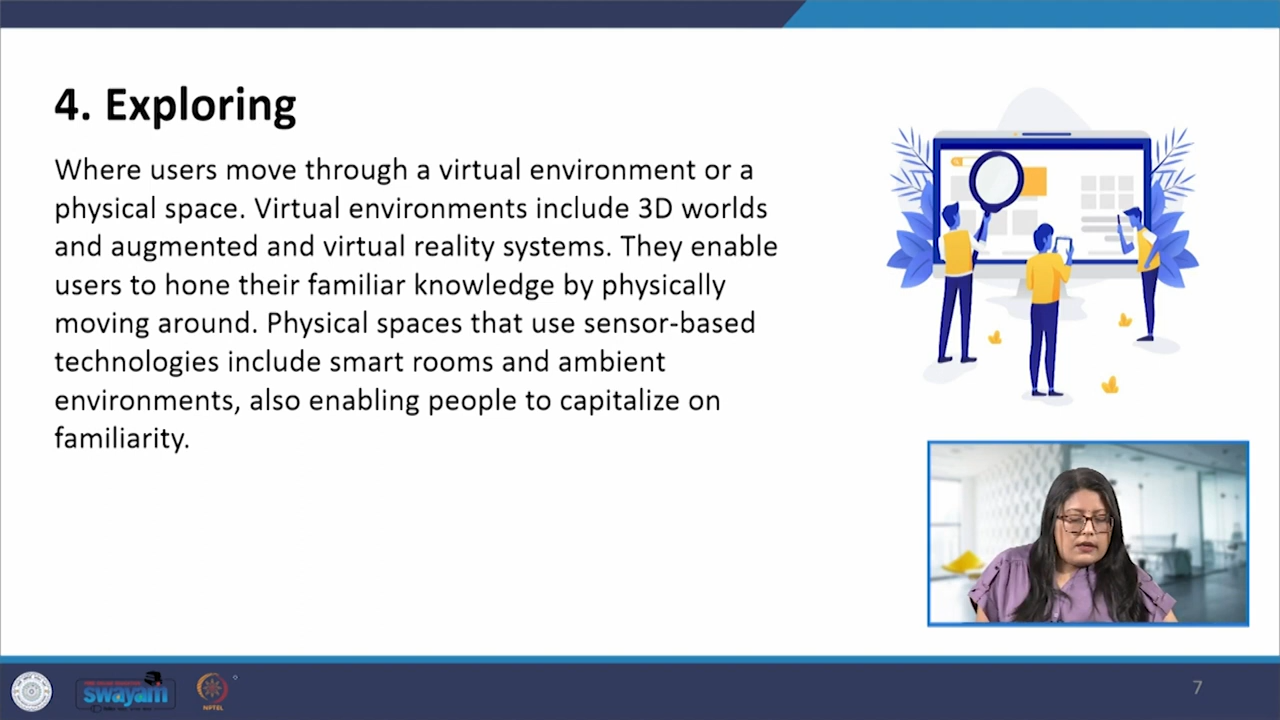 4. Exploring
Where users move through a virtual environment or a
physical space. Virtual environments include 3D worlds
and augmented and virtual reality systems. They enable
users to hone their familiar knowledge by physically
moving around. Physical spaces that use sensor-based
technologies include smart rooms and ambient
environments, also enabling people to capitalize on
familiarity.
swayam
NPTEL
7